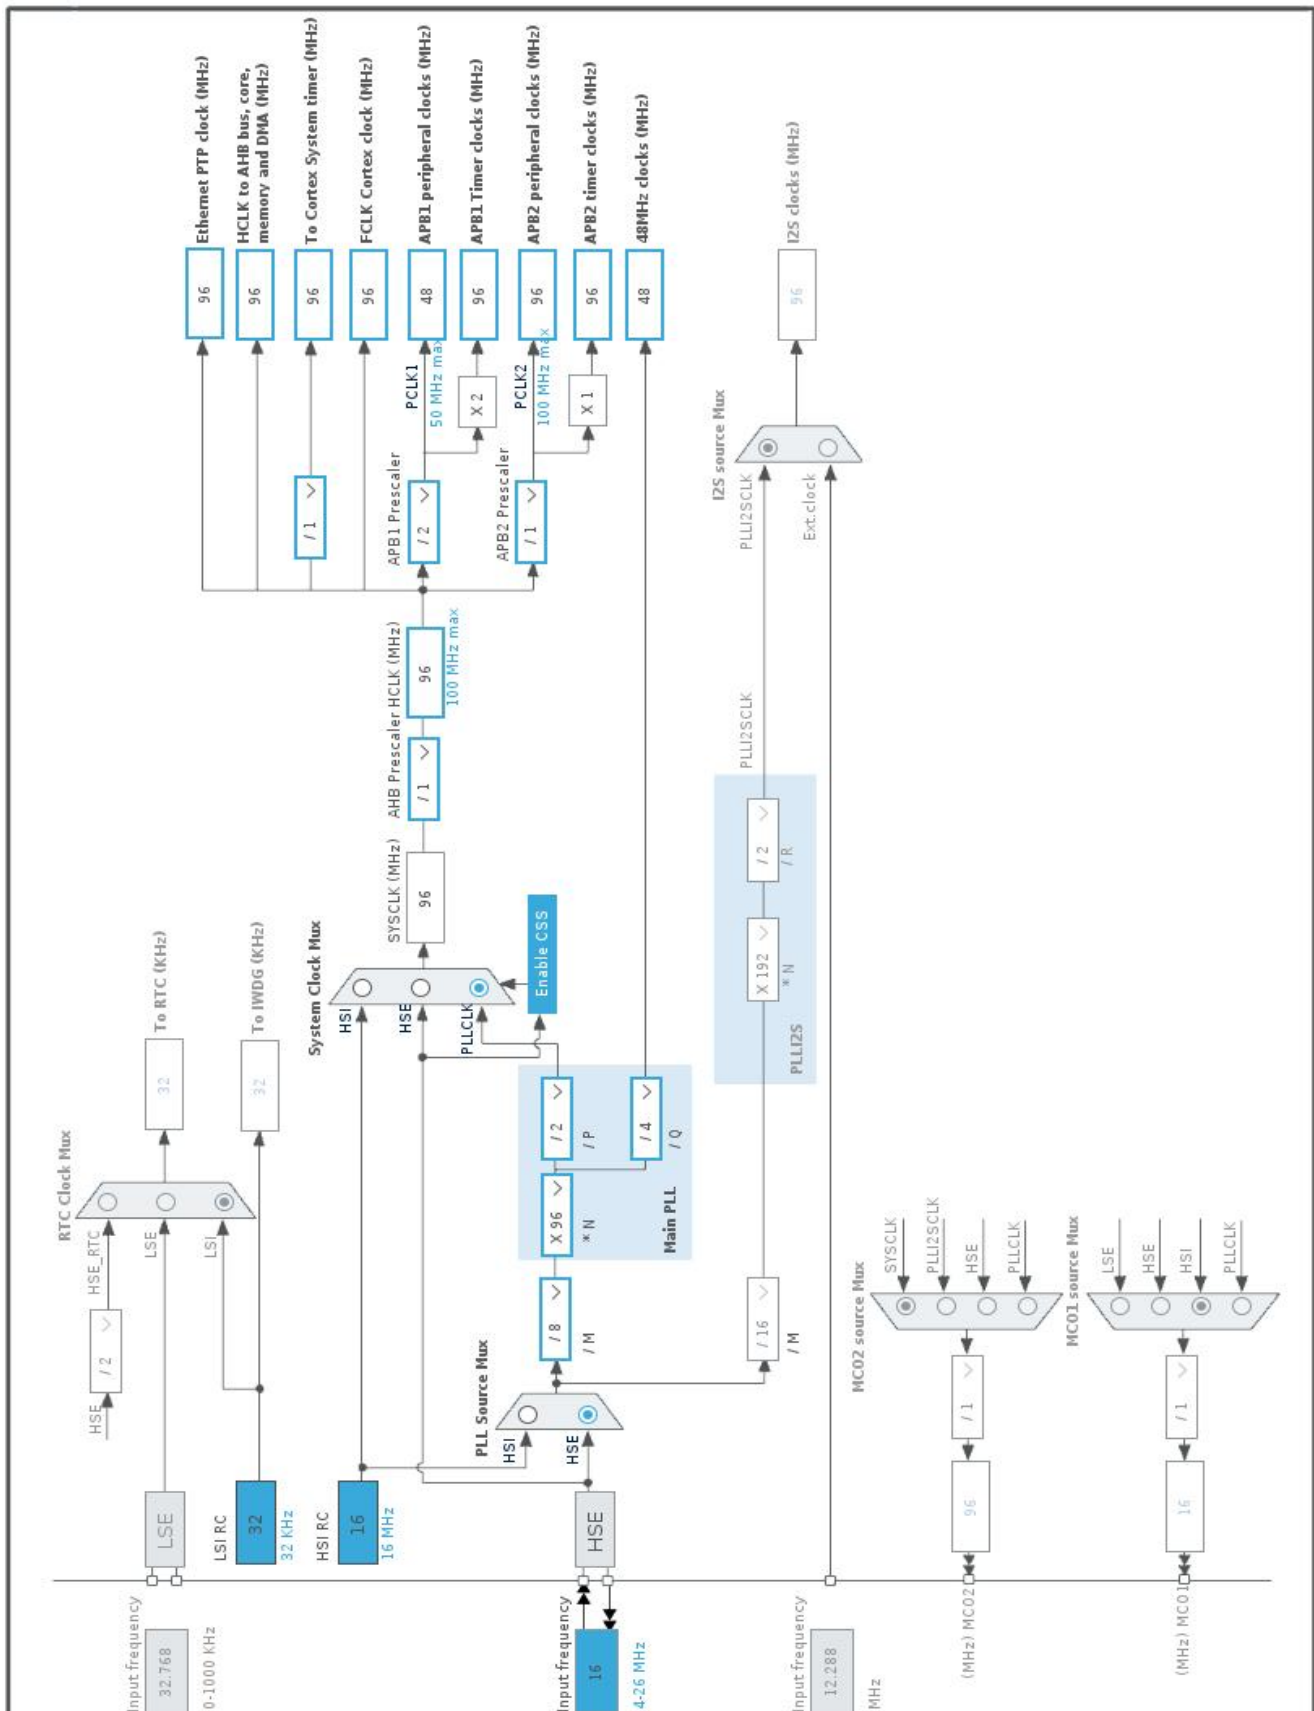 RTC Clock Mux
HSE
/ 2
HSE_RTC
LSE
LSI
32
To RTC (KHz)
32
To IWDG (KHz)
Input frequency
32.768
0-1000 KHz
LSE
LSI RC
32
32 KHz
HSI RC
16
16 MHz
Input frequency
16
4-26 MHz
HSE
PLL Source Mux
HSI
HSE
/ 8
/ M
X 96
* N
/ 2
/ P
/ 4
/ Q
Main PLL
System Clock Mux
HSI
HSE
PLLCLK
Enable CSS
SYSCLK (MHz)
96
AHB Prescaler
/ 1
HCLK (MHz)
96
100 MHz max
/ 1
APB1 Prescaler
/ 2
PCLK1
50 MHz max
X 2
APB2 Prescaler
/ 1
PCLK2
100 MHz max
X 1
96
Ethernet PTP clock (MHz)
96
HCLK to AHB bus, core,
memory and DMA (MHz)
96
To Cortex System timer (MHz)
96
FCLK Cortex clock (MHz)
48
APB1 peripheral clocks (MHz)
96
APB1 Timer clocks (MHz)
96
APB2 peripheral clocks (MHz)
96
APB2 timer clocks (MHz)
48
48MHz clocks (MHz)
/ 16
/ M
X 192
* N
/ 2
/ R
PLLI2S
PLLI2SCLK
PLLI2SCLK
I2S source Mux
Ext.clock
96
I2S clocks (MHz)
Input frequency
12.288
MHz
MCO2 source Mux
SYSCLK
PLLI2SCLK
HSE
PLLCLK
/ 1
96
(MHz) MCO2
MCO1 source Mux
LSE
HSE
HSI
PLLCLK
/ 1
16
(MHz) MCO1